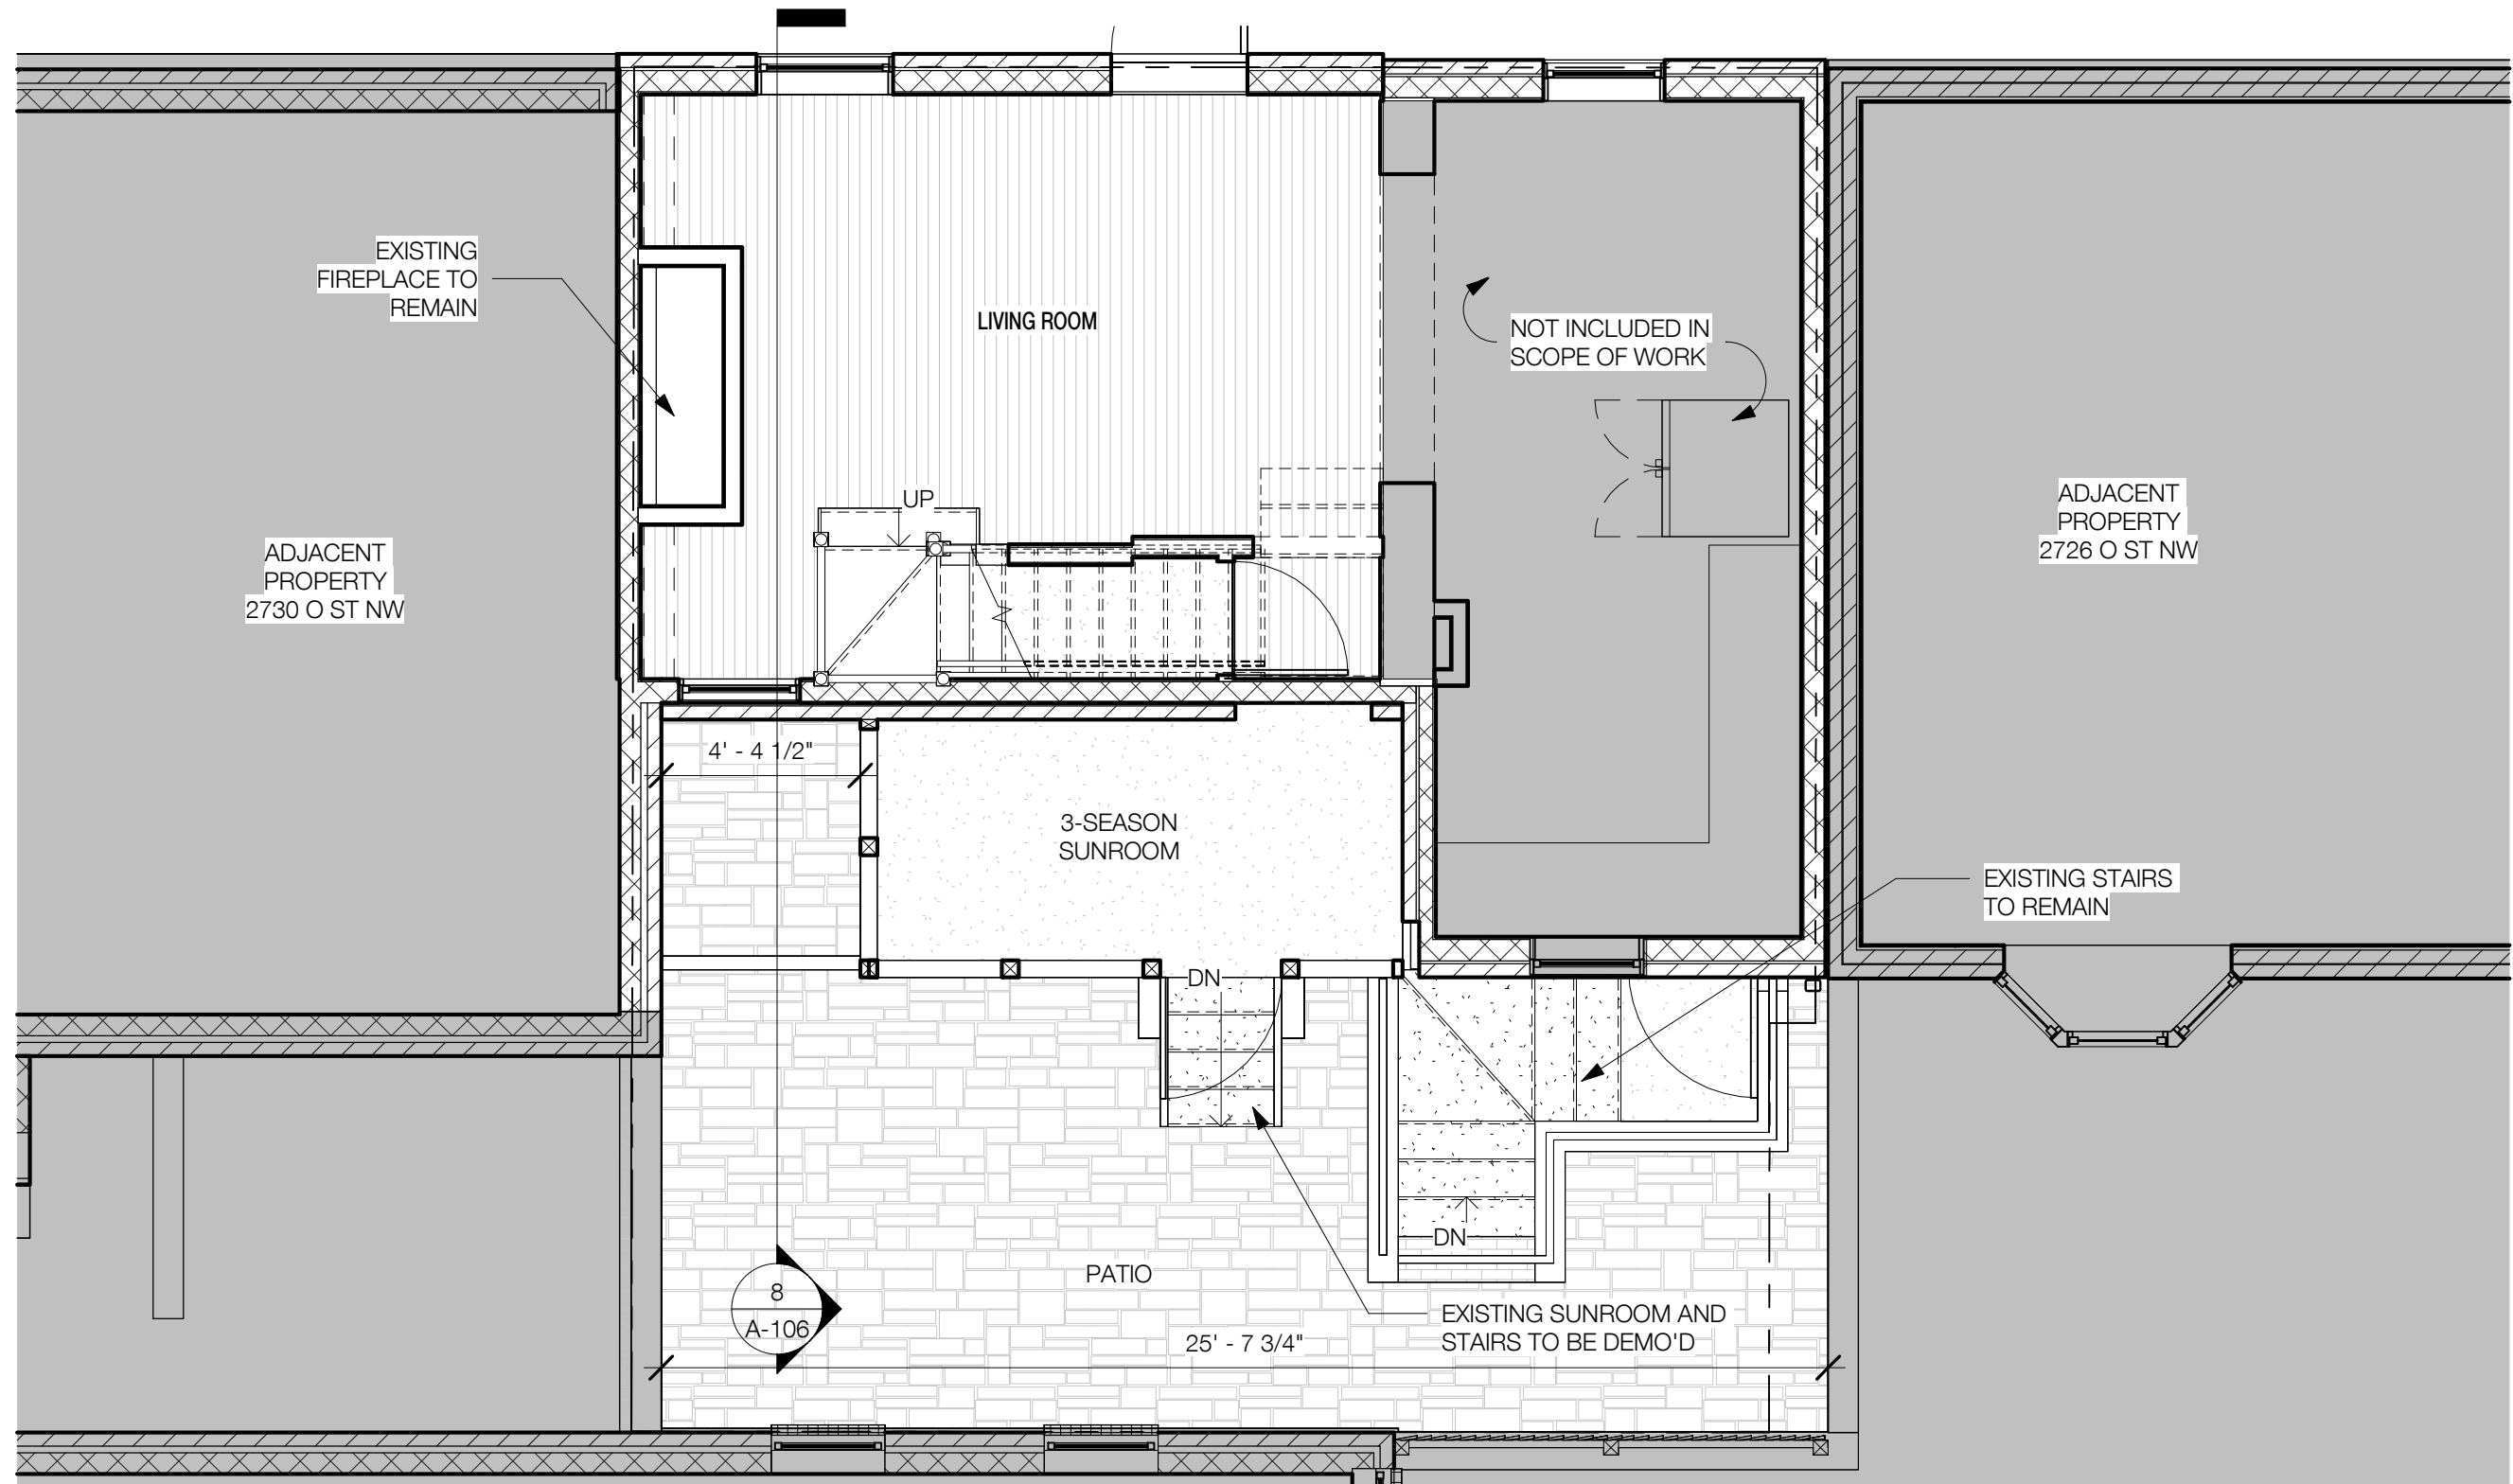 EXISTING
FIREPLACE TO
REMAIN
LIVING ROOM
NOT INCLUDED IN
SCOPE OF WORK
UP
ADJACENT
PROPERTY
2730 O ST NW
ADJACENT
PROPERTY
2726 O ST NW
4' - 4 1/2"
3-SEASON
SUNROOM
EXISTING STAIRS
TO REMAIN
DN
DN
PATIO
8
A-106
25' - 7 3/4"
EXISTING SUNROOM AND
STAIRS TO BE DEMO'D